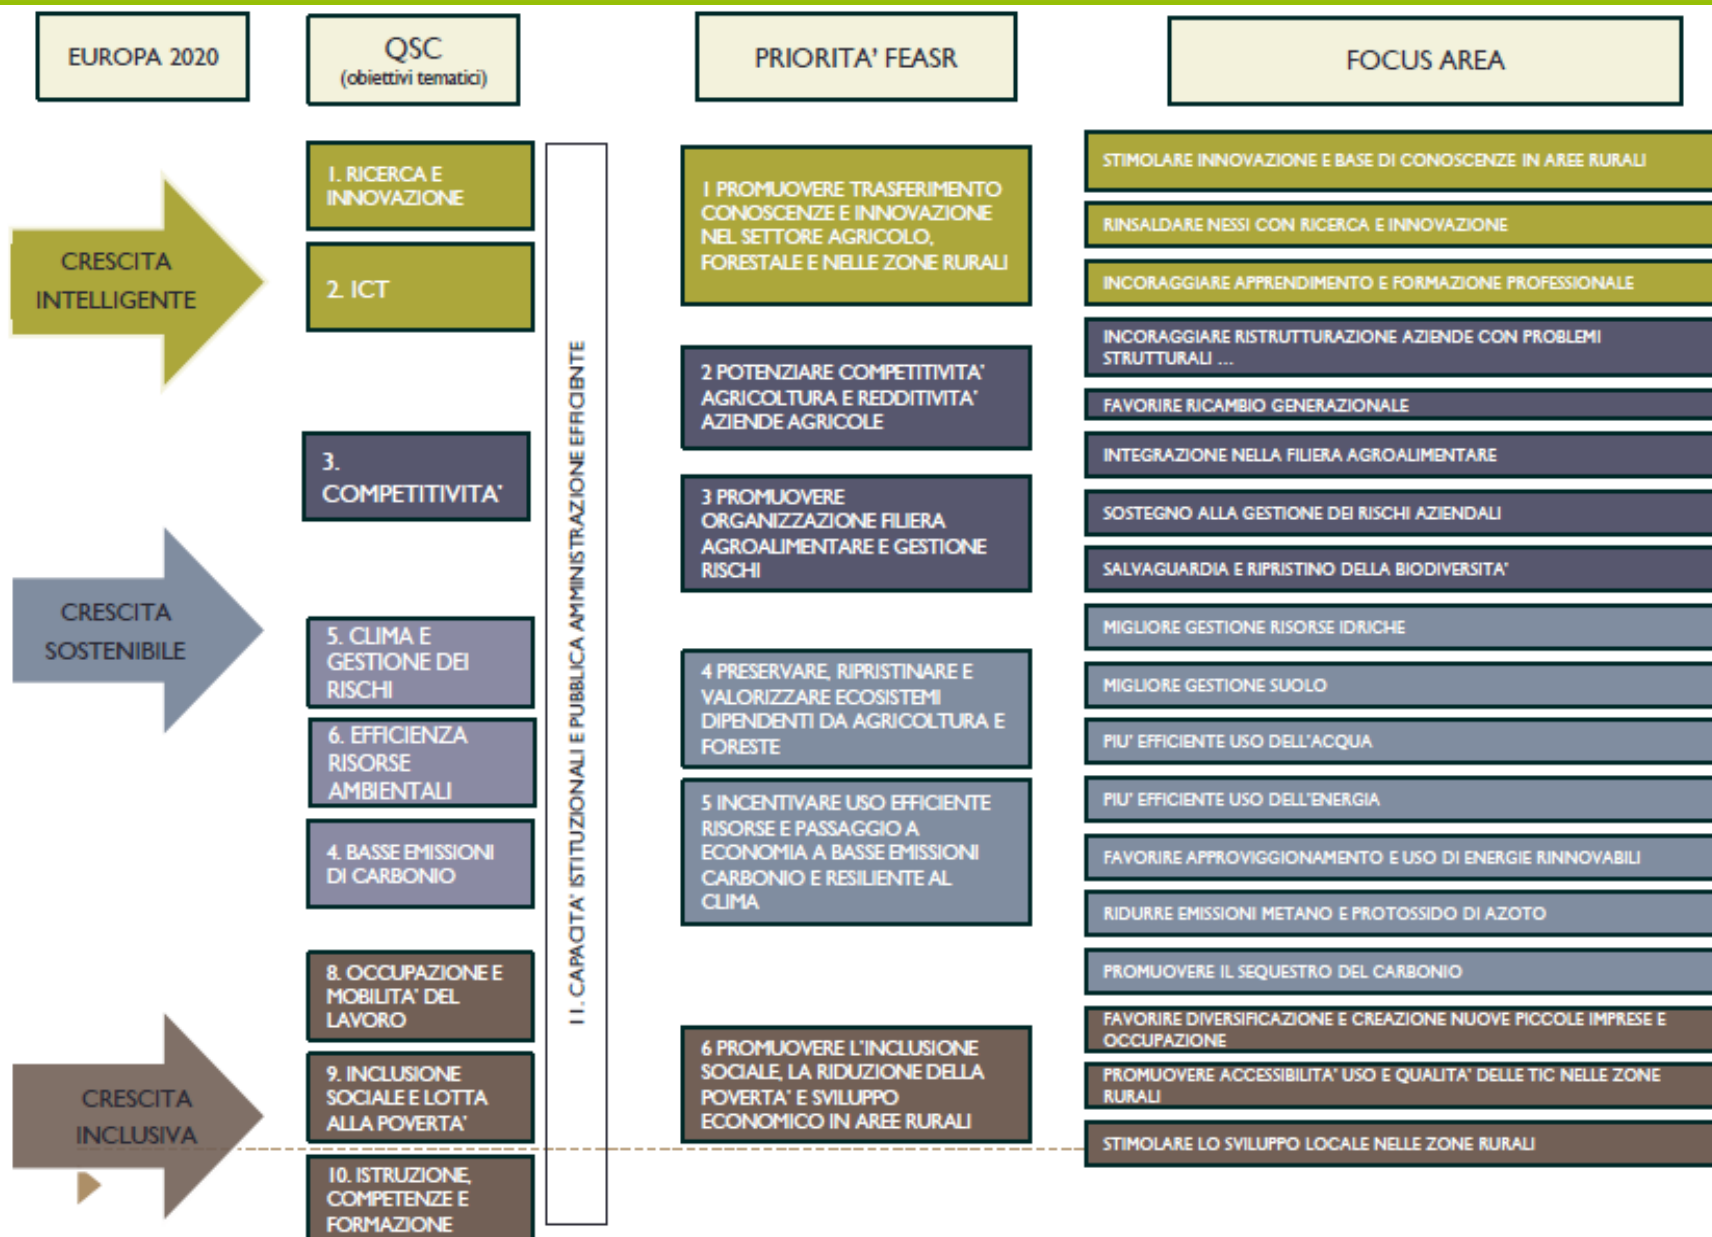 EUROPA 2020
QSC
(obiettivi tematici)
PRIORITA' FEASR
FOCUS AREA
CRESCITA
INTELLIGENTE
CRESCITA
SOSTENIBILE
CRESCITA
INCLUSIVA
1. RICERCA E
INNOVAZIONE
2. ICT
3.
COMPETITIVITA'
5. CLIMA E
GESTIONE DEI
RISCHI
6. EFFICIENZA
RISORSE
AMBIENTALI
4. BASSE EMISSIONI
DI CARBONIO
8. OCCUPAZIONE E
MOBILITA' DEL
LAVORO
9. INCLUSIONE
SOCIALE E LOTTA
ALLA POVERTA'
10. ISTRUZIONE,
COMPETENZE E
FORMAZIONE
11. CAPACITA' ISTITUZIONALI E PUBBLICA AMMINISTRAZIONE EFFICIENTE
1 PROMUOVERE TRASFERIMENTO
CONOSCENZE E INNOVAZIONE
NEL SETTORE AGRICOLO,
FORESTALE E NELLE ZONE RURALI
2 POTENZIARE COMPETITIVITA'
AGRICOLTURA E REDDITIVITA'
AZIENDE AGRICOLE
3 PROMUOVERE
ORGANIZZAZIONE FILIERA
AGROALIMENTARE E GESTIONE
RISCHI
4 PRESERVARE, RIPRISTINARE E
VALORIZZARE ECOSISTEMI
DIPENDENTI DA AGRICOLTURA E
FORESTE
5 INCENTIVARE USO EFFICIENTE
RISORSE E PASSAGGIO A
ECONOMIA A BASSE EMISSIONI
CARBONIO E RESILIENTE AL
CLIMA
6 PROMUOVERE L'INCLUSIONE
SOCIALE, LA RIDUZIONE DELLA
POVERTA' E SVILUPPO
ECONOMICO IN AREE RURALI
STIMOLARE INNOVAZIONE E BASE DI CONOSCENZE IN AREE RURALI
RINSALDARE NESSI CON RICERCA E INNOVAZIONE
INCORAGGIARE APPRENDIMENTO E FORMAZIONE PROFESSIONALE
INCORAGGIARE RISTRUTTURAZIONE AZIENDE CON PROBLEMI
STRUTTURALI ...
FAVORIRE RICAMBIO GENERAZIONALE
INTEGRAZIONE NELLA FILIERA AGROALIMENTARE
SOSTEGNO ALLA GESTIONE DEI RISCHI AZIENDALI
SALVAGUARDIA E RIPRISTINO DELLA BIODIVERSITA'
MIGLIORE GESTIONE RISORSE IDRICHE
MIGLIORE GESTIONE SUOLO
PIU' EFFICIENTE USO DELL'ACQUA
PIU' EFFICIENTE USO DELL'ENERGIA
FAVORIRE APPROVIGGIONAMENTO E USO DI ENERGIE RINNOVABILI
RIDURRE EMISSIONI METANO E PROTOSSIDO DI AZOTO
PROMUOVERE IL SEQUESTRO DEL CARBONIO
FAVORIRE DIVERSIFICAZIONE E CREAZIONE NUOVE PICCOLE IMPRESE E
OCCUPAZIONE
PROMUOVERE ACCESSIBILITA' USO E QUALITA' DELLE TIC NELLE ZONE
RURALI
STIMOLARE LO SVILUPPO LOCALE NELLE ZONE RURALI